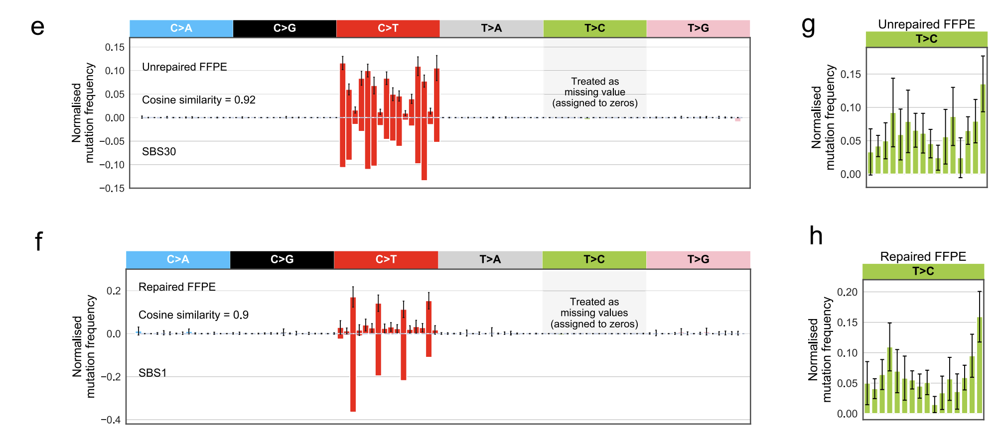 e
C>A C>G C>T T>A T>C T>G
0.15
0.10
0.05
0.00
−0.05
−0.10
−0.15
Normalised
mutation frequency
Unrepaired FFPE
Cosine similarity = 0.92
SBS30
Treated as
missing value
(assigned to zeros)
g
Unrepaired FFPE
T>C
0.15
0.10
0.05
0.00
Normalised
mutation frequency
f
C>A C>G C>T T>A T>C T>G
0.2
0.0
−0.2
−0.4
Normalised
mutation frequency
Repaired FFPE
Cosine similarity = 0.9
SBS1
Treated as
missing values
(assigned to zeros)
h
Repaired FFPE
T>C
0.20
0.15
0.10
0.05
0.00
Normalised
mutation frequency